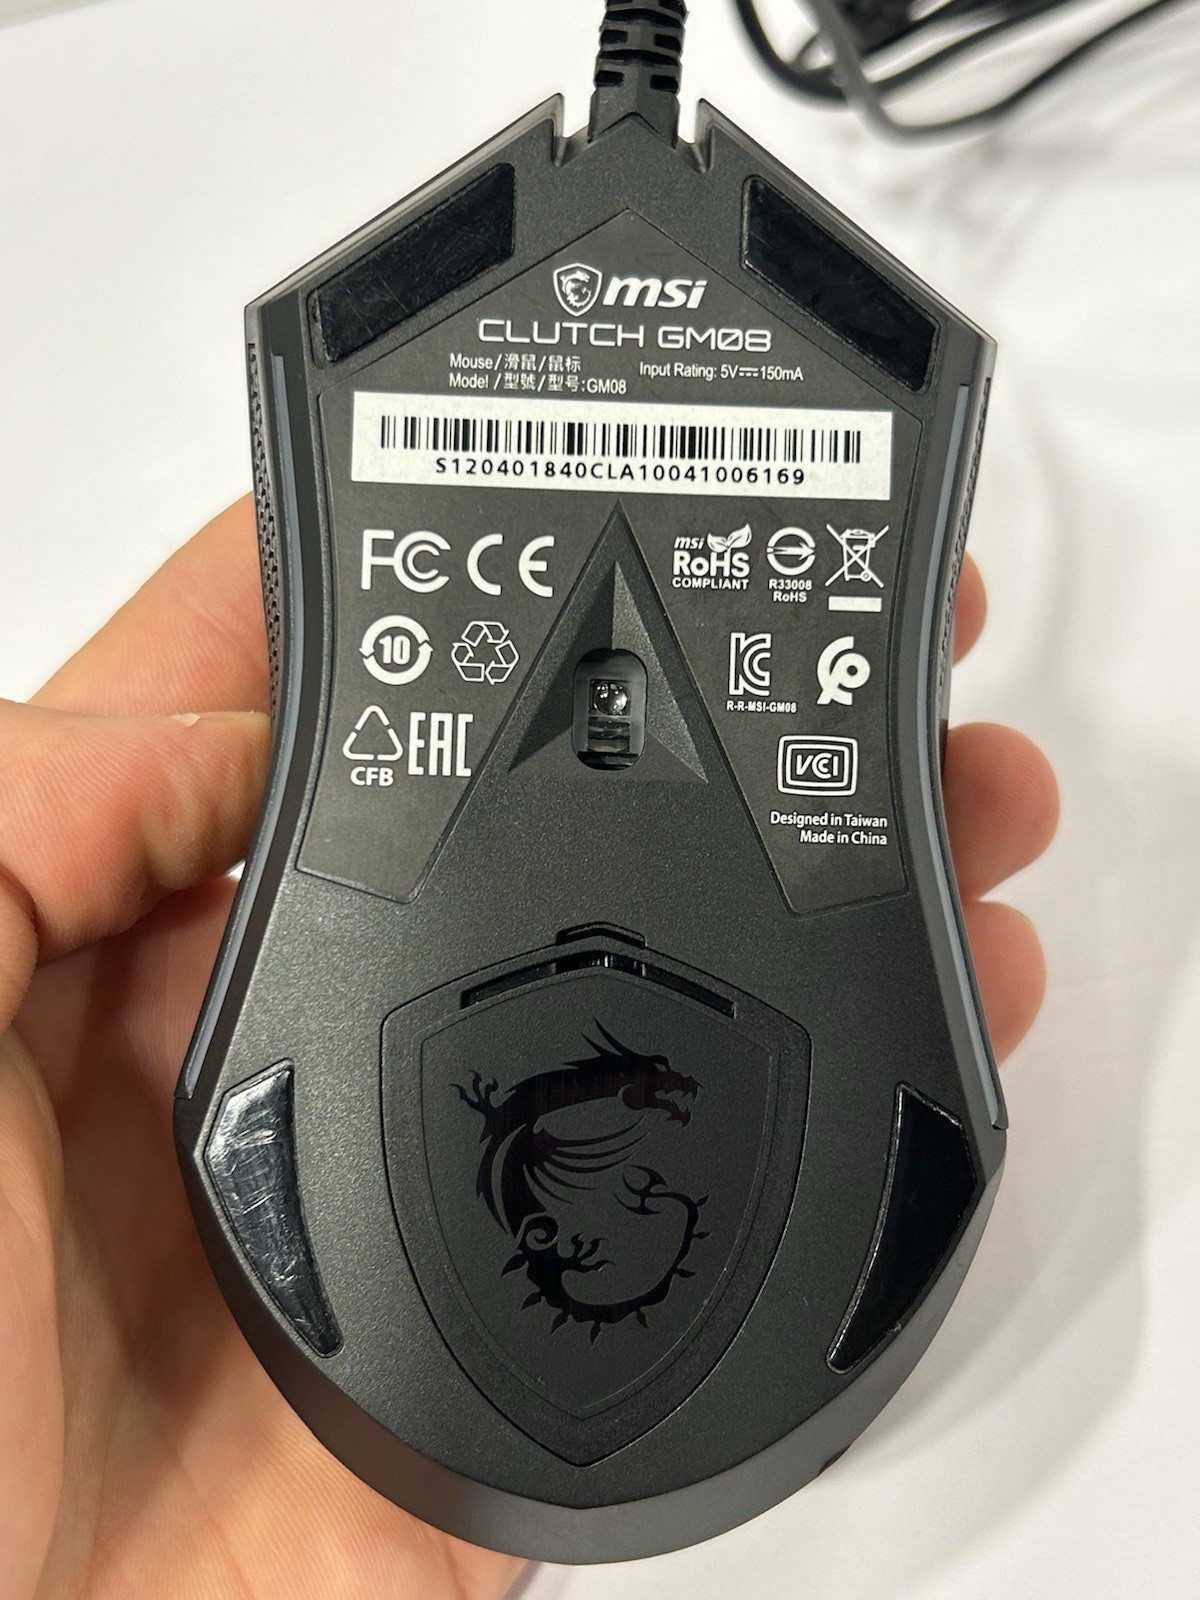 msi
CLUTCH GM08
Mouse/滑鼠/鼠标
Model /型號/型号:GM08
Input Rating: 5V⎓150mA
S120401840CLA10041006169
FC CE
msi
RoHS
COMPLIANT
R33008
RoHS
10
R-R-MSI-GM08
CFB
EAC
VCI
Designed in Taiwan
Made in China